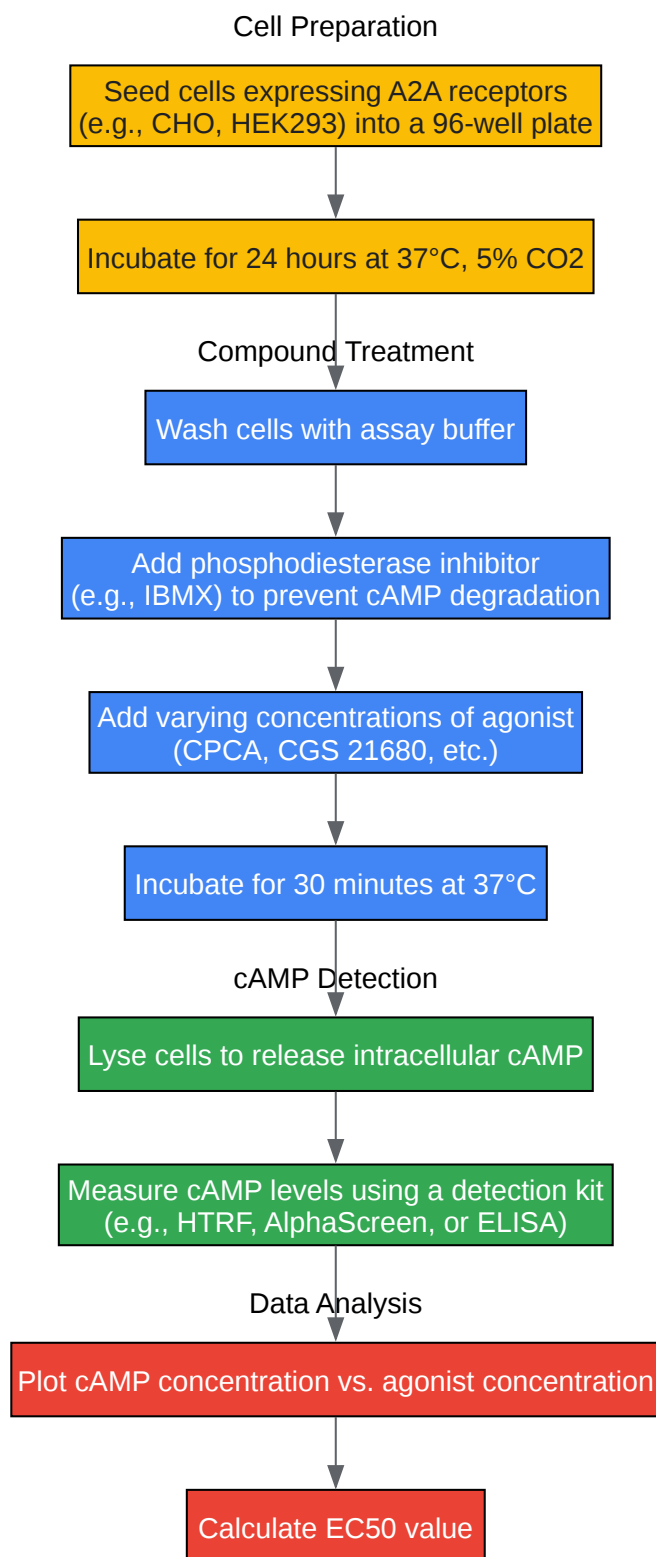 Cell Preparation
Seed cells expressing A2A receptors
(e.g., CHO, HEK293) into a 96-well plate
Incubate for 24 hours at 37°C, 5% CO2
Compound Treatment
Wash cells with assay buffer
Add phosphodiesterase inhibitor
(e.g., IBMX) to prevent cAMP degradation
Add varying concentrations of agonist
(CPCA, CGS 21680, etc.)
Incubate for 30 minutes at 37°C
cAMP Detection
Lyse cells to release intracellular cAMP
Measure cAMP levels using a detection kit
(e.g., HTRF, AlphaScreen, or ELISA)
Data Analysis
Plot cAMP concentration vs. agonist concentration
Calculate EC50 value